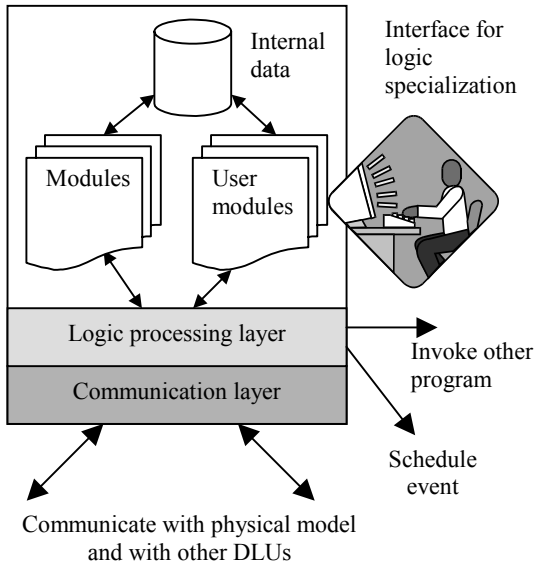 Internal
data
Interface for
logic
specialization
Modules
User
modules
Logic processing layer
Communication layer
Invoke other
program
Schedule
event
Communicate with physical model
and with other DLUs